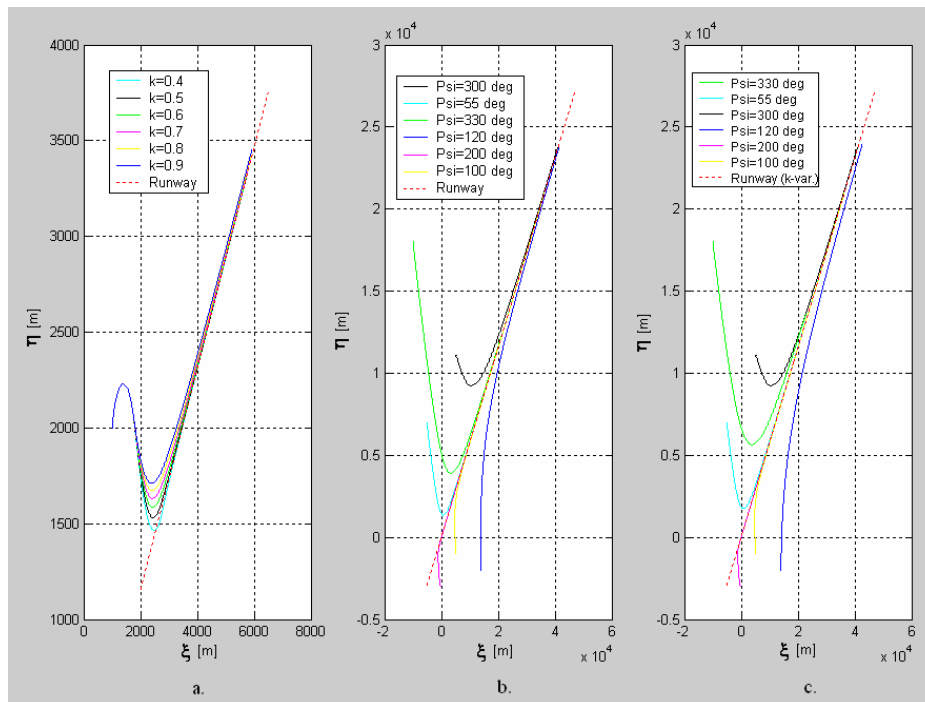 4000
3500
3000
2500
2000
1500
1000
0 2000 4000 6000 8000
η [m]
ξ [m]
k=0.4
k=0.5
k=0.6
k=0.7
k=0.8
k=0.9
Runway
a.
x 10^4
3
2.5
2
1.5
1
0.5
0
-0.5
-2 0 2 4 6
x 10^4
η [m]
ξ [m]
Psi=300 deg
Psi=55 deg
Psi=330 deg
Psi=120 deg
Psi=200 deg
Psi=100 deg
Runway
b.
x 10^4
3
2.5
2
1.5
1
0.5
0
-0.5
-2 0 2 4 6
x 10^4
η [m]
ξ [m]
Psi=330 deg
Psi=55 deg
Psi=300 deg
Psi=120 deg
Psi=200 deg
Psi=100 deg
Runway (k-var.)
c.